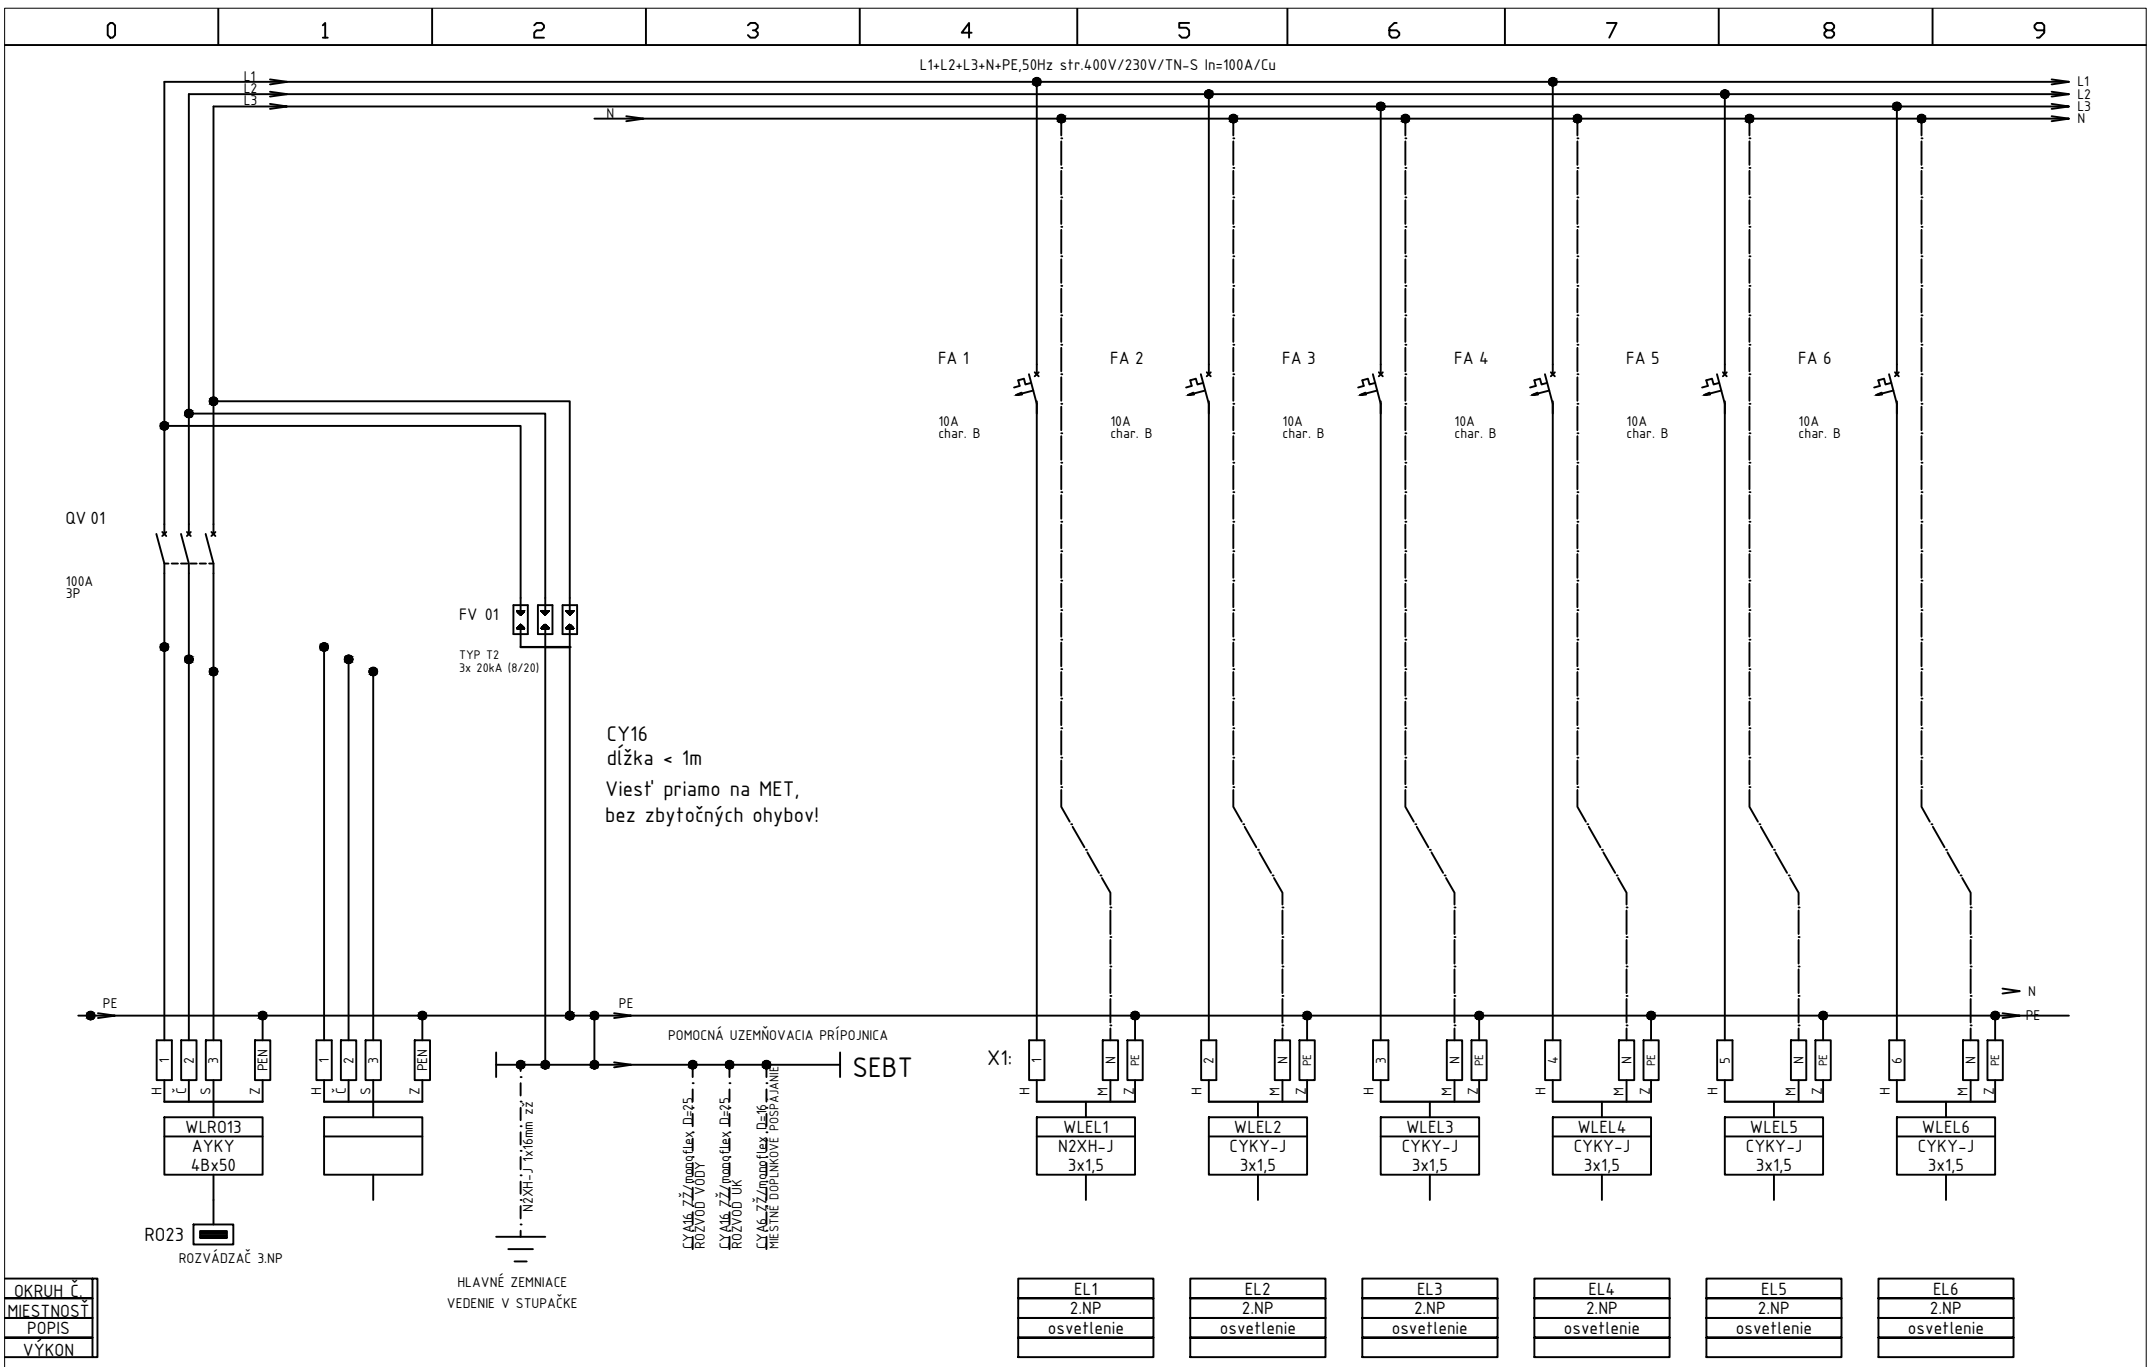 0 1 2 3 4 5 6 7 8 9
L1+L2+L3+N+PE,50Hz str.400V/230V/TN-S In=100A/Cu
L1
L2
L3
N
L1
L2
L3
N
FA 1
10A
char. B
FA 2
10A
char. B
FA 3
10A
char. B
FA 4
10A
char. B
FA 5
10A
char. B
FA 6
10A
char. B
QV 01
100A
3P
FV 01
TYP T2
3x 20kA (8/20)
CY16
dĺžka < 1m
Viesť priamo na MET,
bez zbytočných ohybov!
PE
PE
N
PE
POMOCNÁ UZEMŇOVACIA PRÍPOJNICA
SEBT
X1:
1 2 3 PEN
H Č S Z
1 2 3 PEN
H Č S Z
1 N PE
H M Z
2 N PE
H M Z
3 N PE
H M Z
4 N PE
H M Z
5 N PE
H M Z
6 N PE
H M Z
WLRO13
AYKY
4Bx50
N2XH-J 1x16mm zž
CYA16 ZŽ/monoflex D=25
ROZVOD VODY
CYA16 ZŽ/monoflex D=25
ROZVOD ÚK
CYA6 ZŽ/monoflex D=16
MIESTNE DOPLNKOVÉ POSPÁJANIE
WLEL1
N2XH-J
3x1,5
WLEL2
CYKY-J
3x1,5
WLEL3
CYKY-J
3x1,5
WLEL4
CYKY-J
3x1,5
WLEL5
CYKY-J
3x1,5
WLEL6
CYKY-J
3x1,5
RO23
ROZVÁDZAČ 3.NP
HLAVNÉ ZEMNIACE
VEDENIE V STUPAČKE
OKRUH Č.
MIESTNOSŤ
POPIS
VÝKON
EL1
2.NP
osvetlenie
EL2
2.NP
osvetlenie
EL3
2.NP
osvetlenie
EL4
2.NP
osvetlenie
EL5
2.NP
osvetlenie
EL6
2.NP
osvetlenie